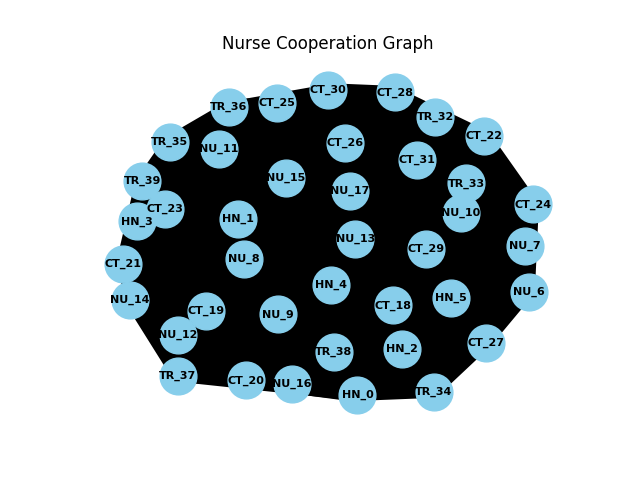 Nurse Cooperation Graph
CT_30
CT_28
CT_25
TR_36
TR_32
CT_22
TR_35
CT_26
NU_11
CT_31
NU_15
TR_39
TR_33
NU_17
CT_24
CT_23
NU_10
HN_3
HN_1
NU_13
NU_7
CT_29
NU_8
CT_21
HN_4
NU_6
HN_5
NU_14
CT_18
CT_19
NU_9
NU_12
CT_27
HN_2
TR_38
TR_37
CT_20
NU_16
TR_34
HN_0